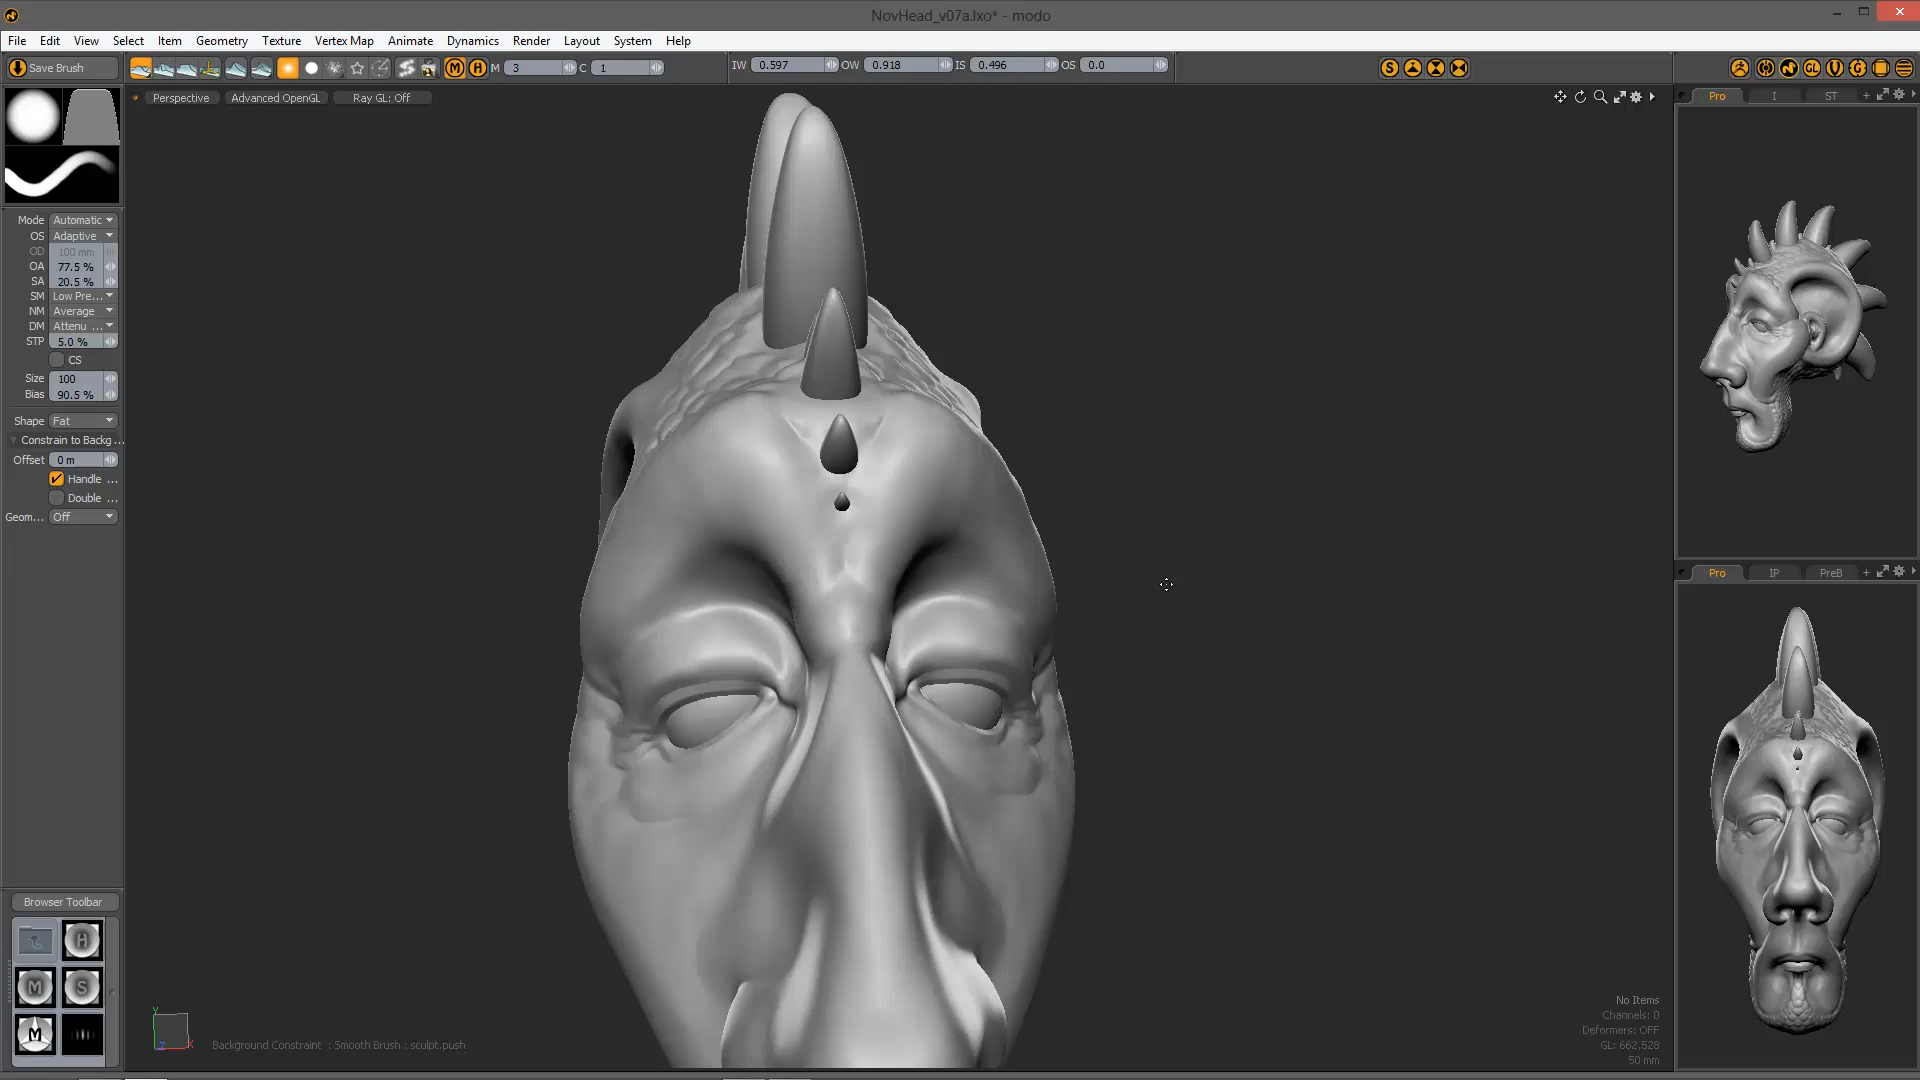 NovHead_v07a.lxo* - modo
File Edit View Select Item Geometry Texture Vertex Map Animate Dynamics Render Layout System Help
Save Brush M 3 C 1 IW 0.597 OW 0.918 IS 0.496 OS 0.0
Perspective Advanced OpenGL Ray GL: Off
Pro I ST
Mode Automatic
OS Adaptive
OD 100 mm
OA 77.5 %
SA 20.5 %
SM Low Pre...
NM Average
DM Attenu ...
STP 5.0 %
CS
Size 100
Bias 90.5 %
Shape Fat
Constrain to Backg ...
Offset 0 m
Handle ...
Double ...
Geom... Off
Pro IP PreB
Browser Toolbar
H
M S
M
Y
Z X
Background Constraint : Smooth Brush : sculpt.push
No Items
Channels: 0
Deformers: OFF
GL: 662,528
50 mm